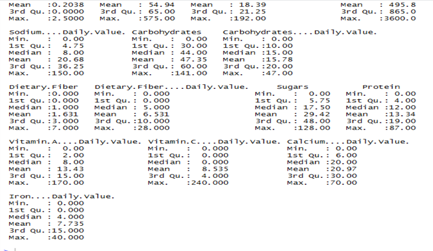 Mean :0.2038 Mean : 54.94 Mean : 18.39 Mean : 495.8
3rd Qu.:0.0000 3rd Qu.: 65.00 3rd Qu.: 21.25 3rd Qu.: 865.0
Max. :2.5000 Max. :575.00 Max. :192.00 Max. :3600.0
Sodium....Daily.Value. Carbohydrates Carbohydrates....Daily.Value.
Min. : 0.00 Min. : 0.00 Min. : 0.00
1st Qu.: 4.75 1st Qu.: 30.00 1st Qu.:10.00
Median : 8.00 Median : 44.00 Median :15.00
Mean : 20.68 Mean : 47.35 Mean :15.78
3rd Qu.: 36.25 3rd Qu.: 60.00 3rd Qu.:20.00
Max. :150.00 Max. :141.00 Max. :47.00
Dietary.Fiber Dietary.Fiber....Daily.Value. Sugars Protein
Min. :0.000 Min. : 0.000 Min. : 0.00 Min. : 0.00
1st Qu.:0.000 1st Qu.: 0.000 1st Qu.: 5.75 1st Qu.: 4.00
Median :1.000 Median : 5.000 Median : 17.50 Median :12.00
Mean :1.631 Mean : 6.531 Mean : 29.42 Mean :13.34
3rd Qu.:3.000 3rd Qu.:10.000 3rd Qu.: 48.00 3rd Qu.:19.00
Max. :7.000 Max. :28.000 Max. :128.00 Max. :87.00
Vitamin.A....Daily.Value. Vitamin.C....Daily.Value. Calcium....Daily.Value.
Min. : 0.00 Min. : 0.000 Min. : 0.00
1st Qu.: 2.00 1st Qu.: 0.000 1st Qu.: 6.00
Median : 8.00 Median : 0.000 Median :20.00
Mean : 13.43 Mean : 8.535 Mean :20.97
3rd Qu.: 15.00 3rd Qu.: 4.000 3rd Qu.:30.00
Max. :170.00 Max. :240.000 Max. :70.00
Iron....Daily.Value.
Min. : 0.000
1st Qu.: 0.000
Median : 4.000
Mean : 7.735
3rd Qu.:15.000
Max. :40.000